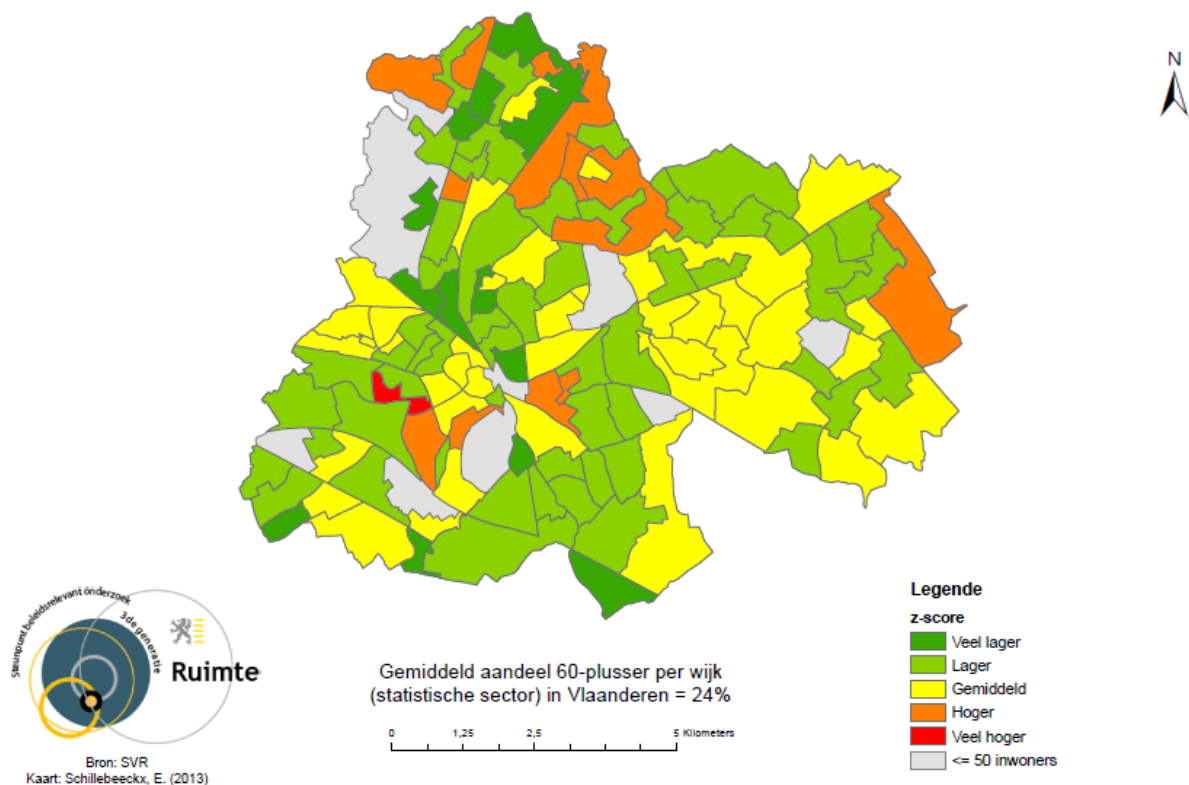 N
Legende
z-score
Veel lager
Lager
Gemiddeld
Hoger
Veel hoger
<= 50 inwoners
Steunpunt beleidsrelevant onderzoek
3de generatie
Ruimte
Gemiddeld aandeel 60-plusser per wijk
(statistische sector) in Vlaanderen = 24%
0 1,25 2,5 5 Kilometers
Bron: SVR
Kaart: Schillebeeckx, E. (2013)